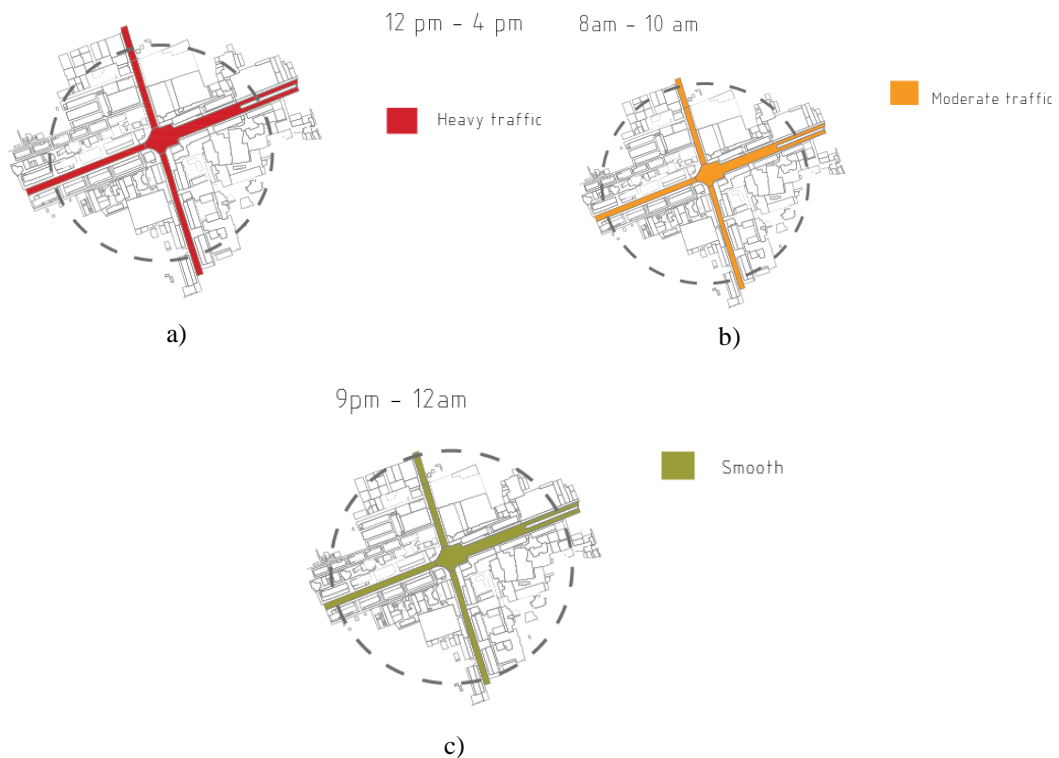 12 pm - 4 pm
8am - 10 am
Heavy traffic
Moderate traffic
a)
b)
9pm - 12am
Smooth
c)